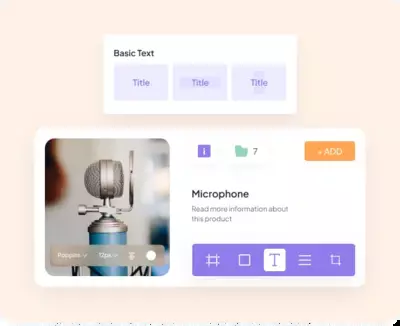 Basic Text
Title
Title
Title
7
+ ADD
Microphone
Read more information about
this product
Poppins
12px
T